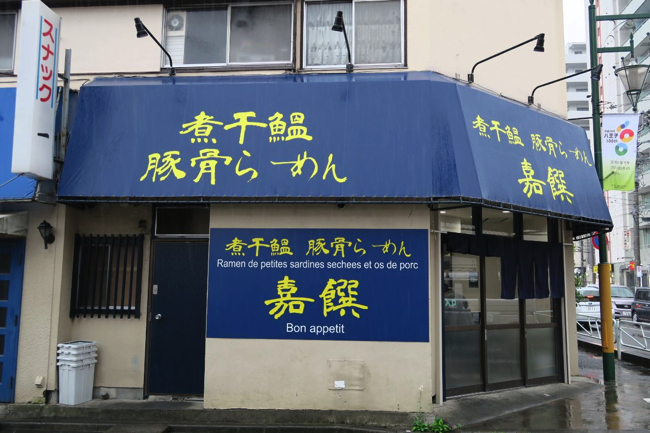 スナック
煮干鰮
豚骨らーめん
煮干鰮 豚骨らーめん
嘉饌
煮干鰮 豚骨らーめん
Ramen de petites sardines sechees et os de porc
嘉饌
Bon appetit